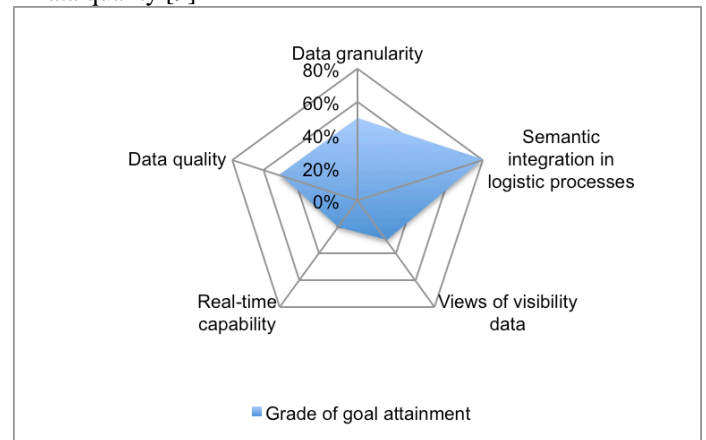 Data granularity
80%
60%
40%
20%
0%
Semantic
integration in
logistic processes
Data quality
Real-time
capability
Views of visibility
data
Grade of goal attainment